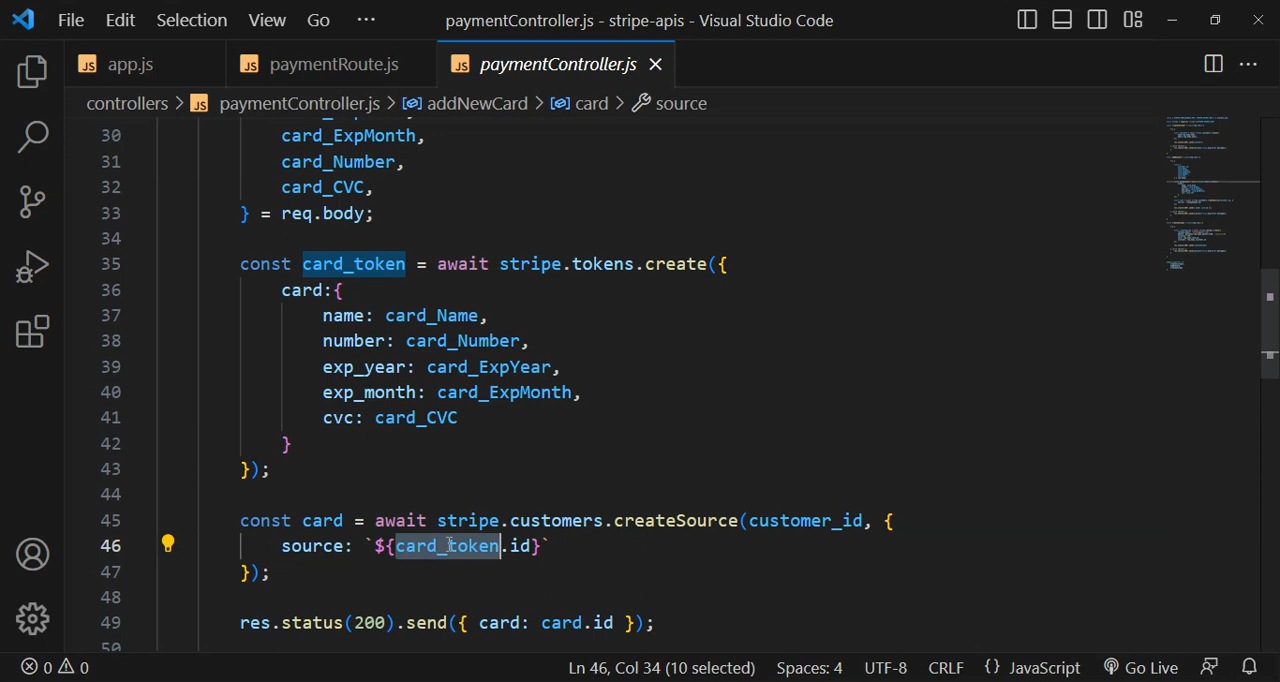 File Edit Selection View Go ··· paymentController.js - stripe-apis - Visual Studio Code
JS app.js JS paymentRoute.js JS paymentController.js
controllers > JS paymentController.js > addNewCard > card > source
30 card_ExpMonth,
31 card_Number,
32 card_CVC,
33 } = req.body;
34
35 const card_token = await stripe.tokens.create({
36 card:{
37 name: card_Name,
38 number: card_Number,
39 exp_year: card_ExpYear,
40 exp_month: card_ExpMonth,
41 cvc: card_CVC
42 }
43 });
44
45 const card = await stripe.customers.createSource(customer_id, {
46 source: `${card_token.id}`
47 });
48
49 res.status(200).send({ card: card.id });
50
0 0 Ln 46, Col 34 (10 selected) Spaces: 4 UTF-8 CRLF {} JavaScript Go Live